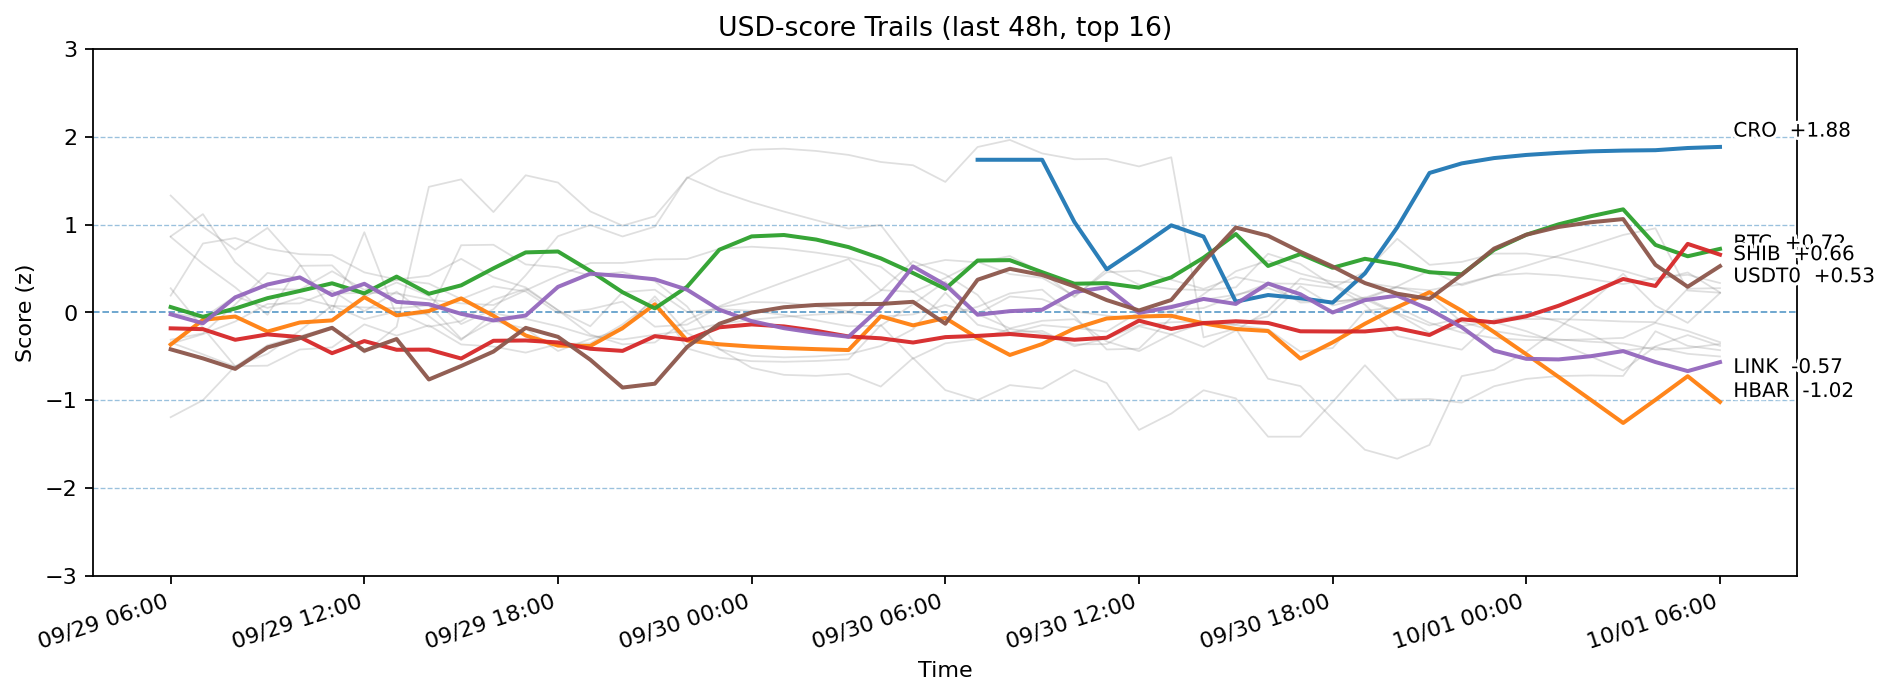 USD-score Trails (last 48h, top 16)
Score (z)
3
2
1
0
−1
−2
−3
CRO +1.88
BTC +0.72
SHIB +0.66
USDT0 +0.53
LINK -0.57
HBAR -1.02
09/29 06:00
09/29 12:00
09/29 18:00
09/30 00:00
09/30 06:00
09/30 12:00
09/30 18:00
10/01 00:00
10/01 06:00
Time